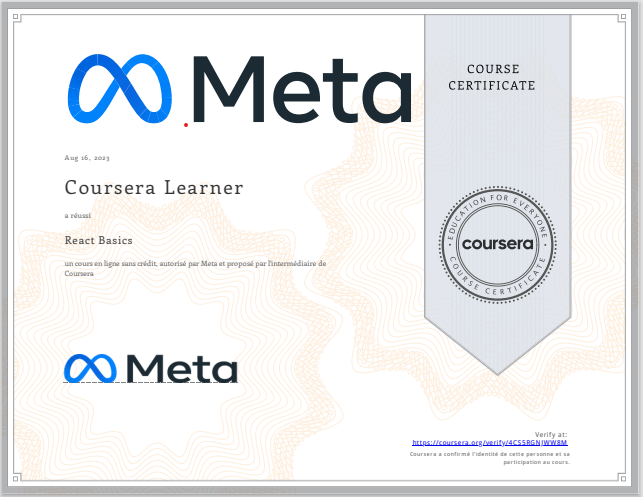 Meta
COURSE
CERTIFICATE
Aug 16, 2023
Coursera Learner
a réussi
React Basics
un cours en ligne sans crédit, autorisé par Meta et proposé par l'intermédiaire de
Coursera
EDUCATION FOR EVERYONE
coursera
COURSE CERTIFICATE
Meta
Verify at:
https://coursera.org/verify/4CS5RGNJWW8M
Coursera a confirmé l'identité de cette personne et sa
participation au cours.